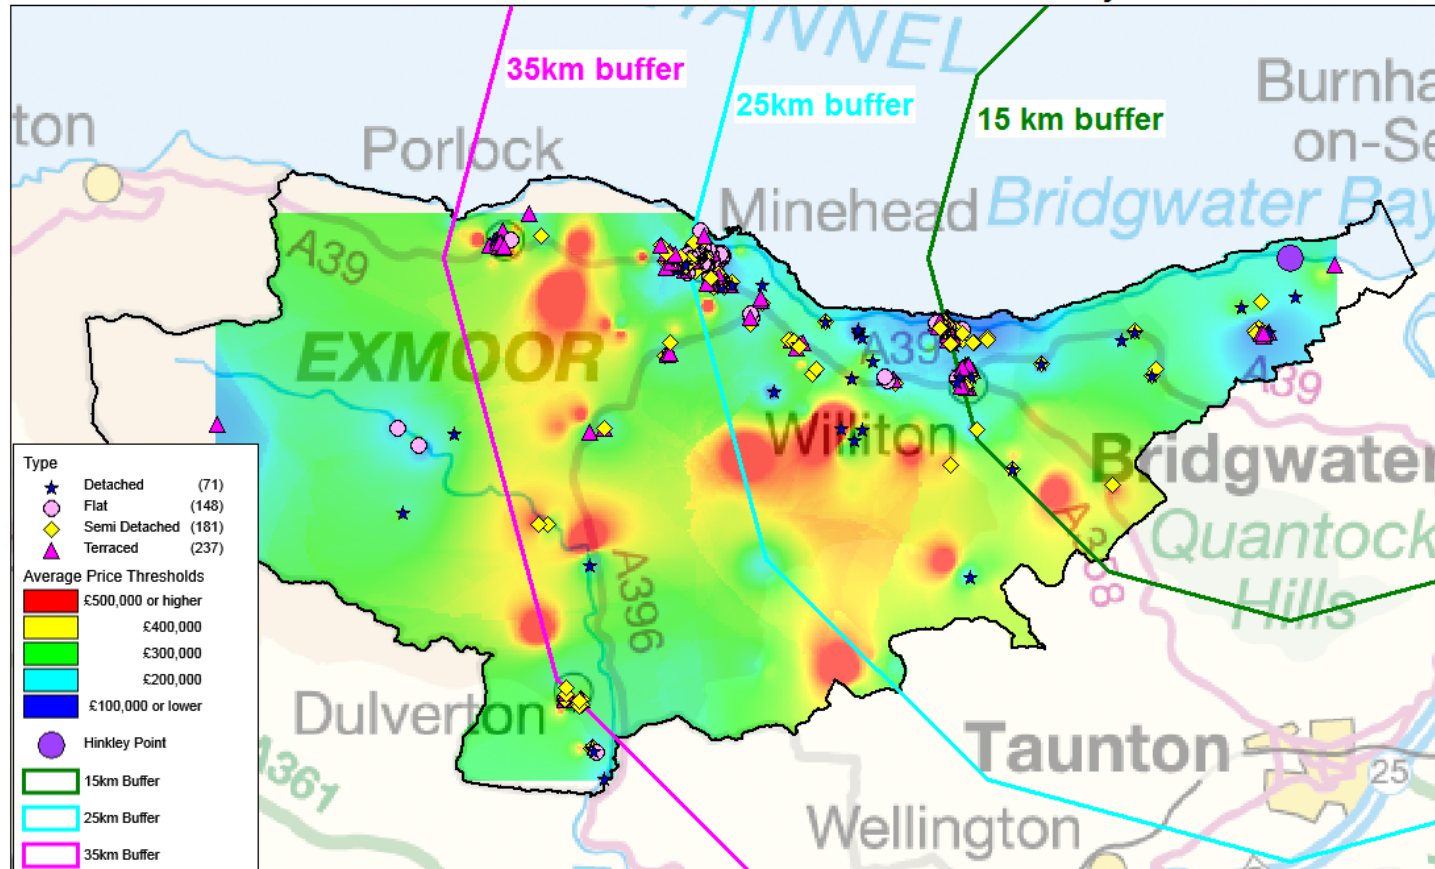 HANNEL
35km buffer
25km buffer
15 km buffer
Burnha
on-Se
ton
Porlock
Minehead
Bridgwater Bay
A39
EXMOOR
A39
A39
Williton
Bridgwater
A358
Quantock
Hills
A396
Dulverton
Taunton
25
A361
Wellington
Type
Detached (71)
Flat (148)
Semi Detached (181)
Terraced (237)
Average Price Thresholds
£500,000 or higher
£400,000
£300,000
£200,000
£100,000 or lower
Hinkley Point
15km Buffer
25km Buffer
35km Buffer